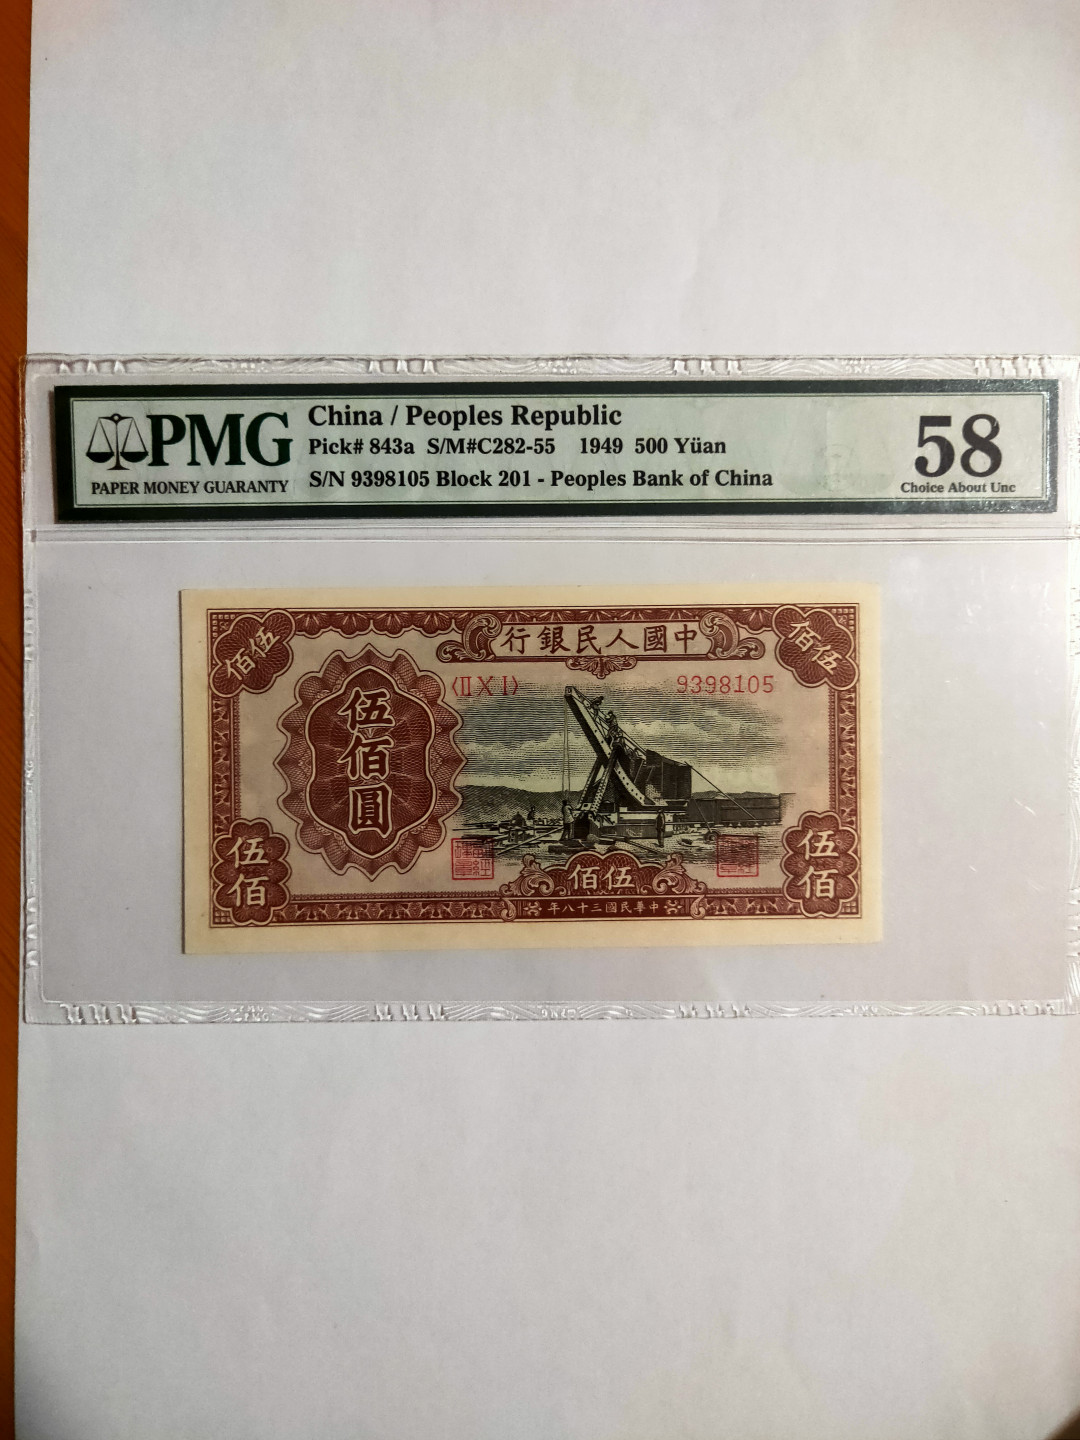 PMG
PAPER MONEY GUARANTY
China / Peoples Republic
Pick# 843a S/M#C282-55 1949 500 Yüan
S/N 9398105 Block 201 - Peoples Bank of China
58
Choice About Unc
行銀民人國中
佰伍
佰伍
〈II X I〉
9398105
伍佰圓
伍佰
佰伍
伍佰
年八十三國民華中